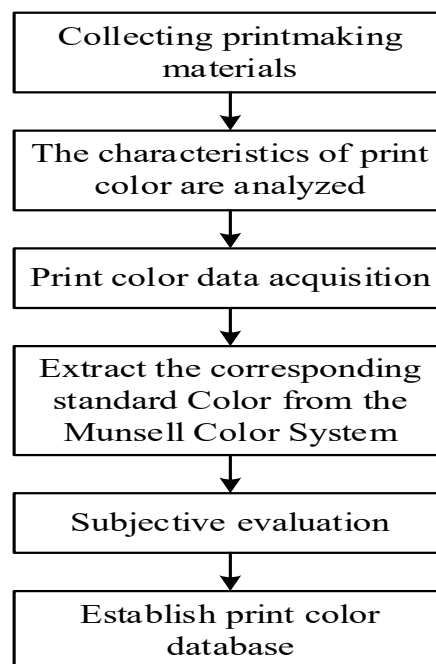 Collecting printmaking
materials
The characteristics of print
color are analyzed
Print color data acquisition
Extract the corresponding
standard Color from the
Munsell Color System
Subjective evaluation
Establish print color
database